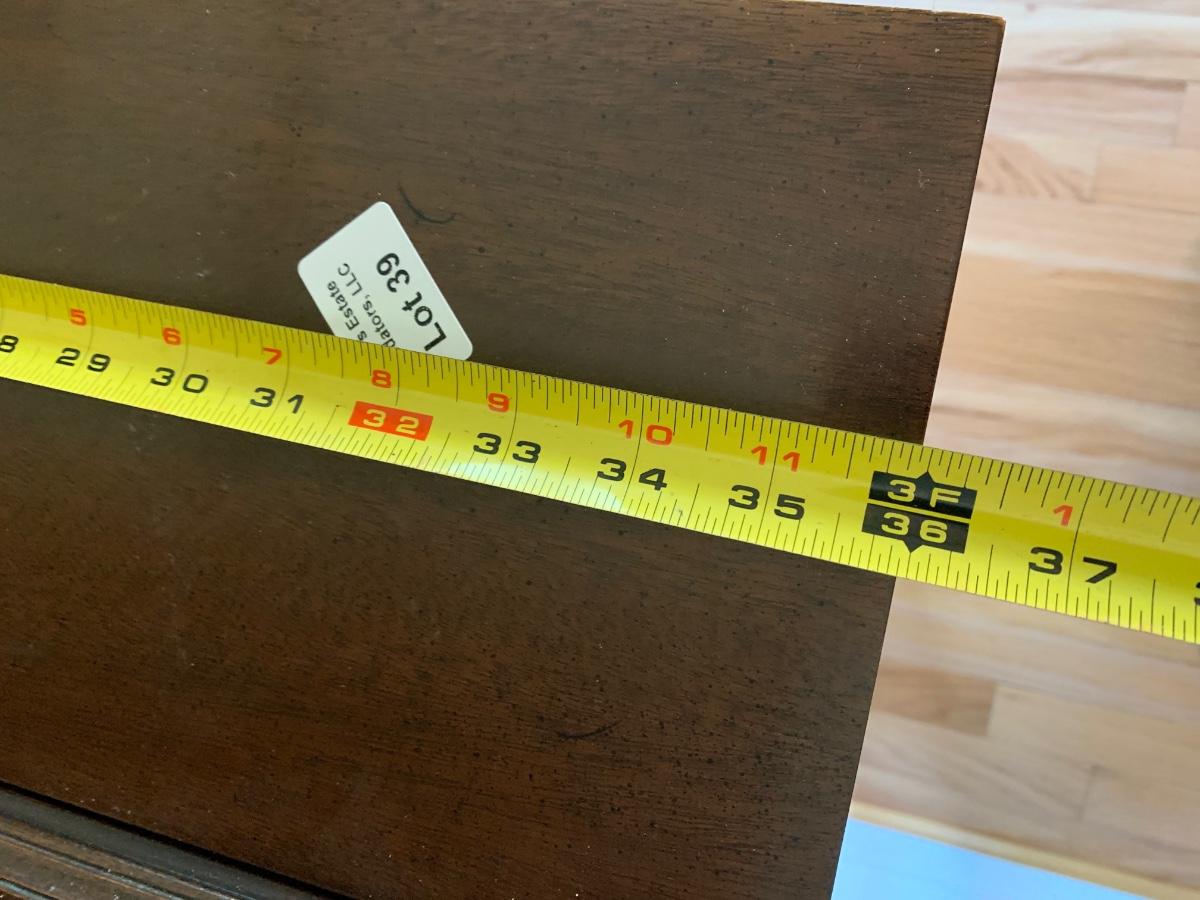 Lot 39
s Estate
dators, LLC
5 6 7 8 9 10 11 3F 1
8 29 30 31 32 33 34 35 36 37